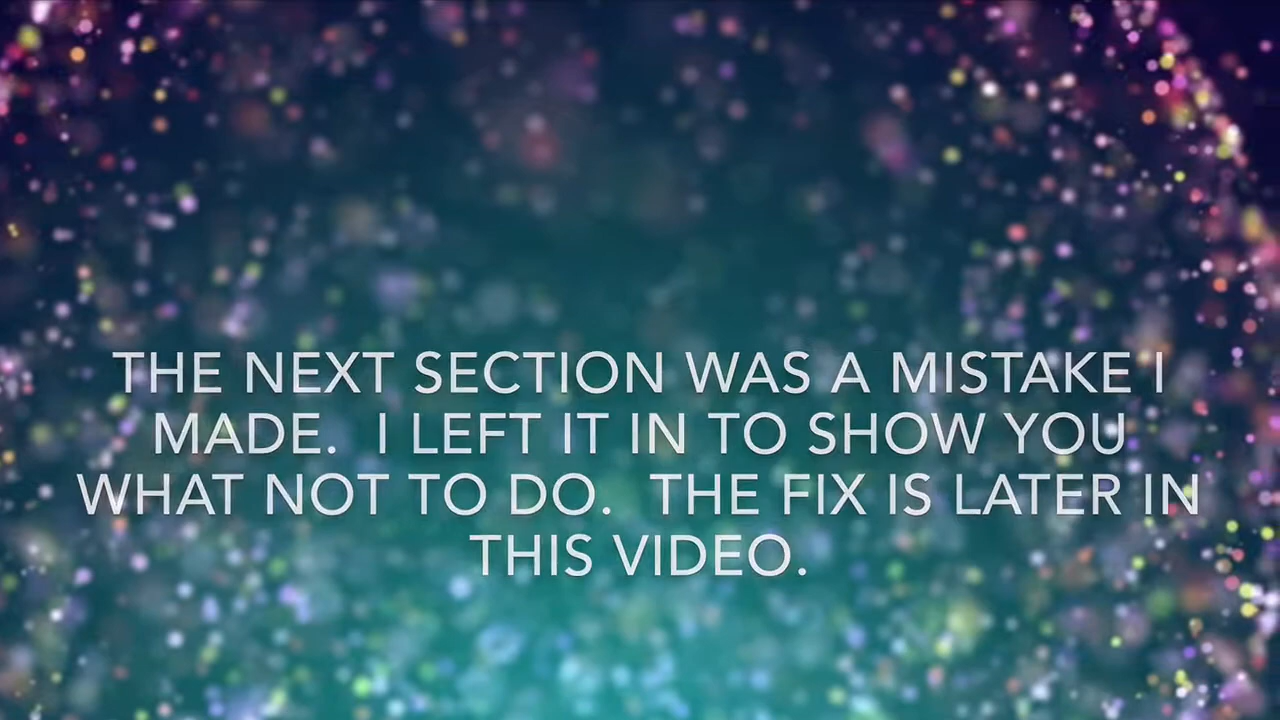 THE NEXT SECTION WAS A MISTAKE I
MADE.  I LEFT IT IN TO SHOW YOU
WHAT NOT TO DO.  THE FIX IS LATER IN
THIS VIDEO.